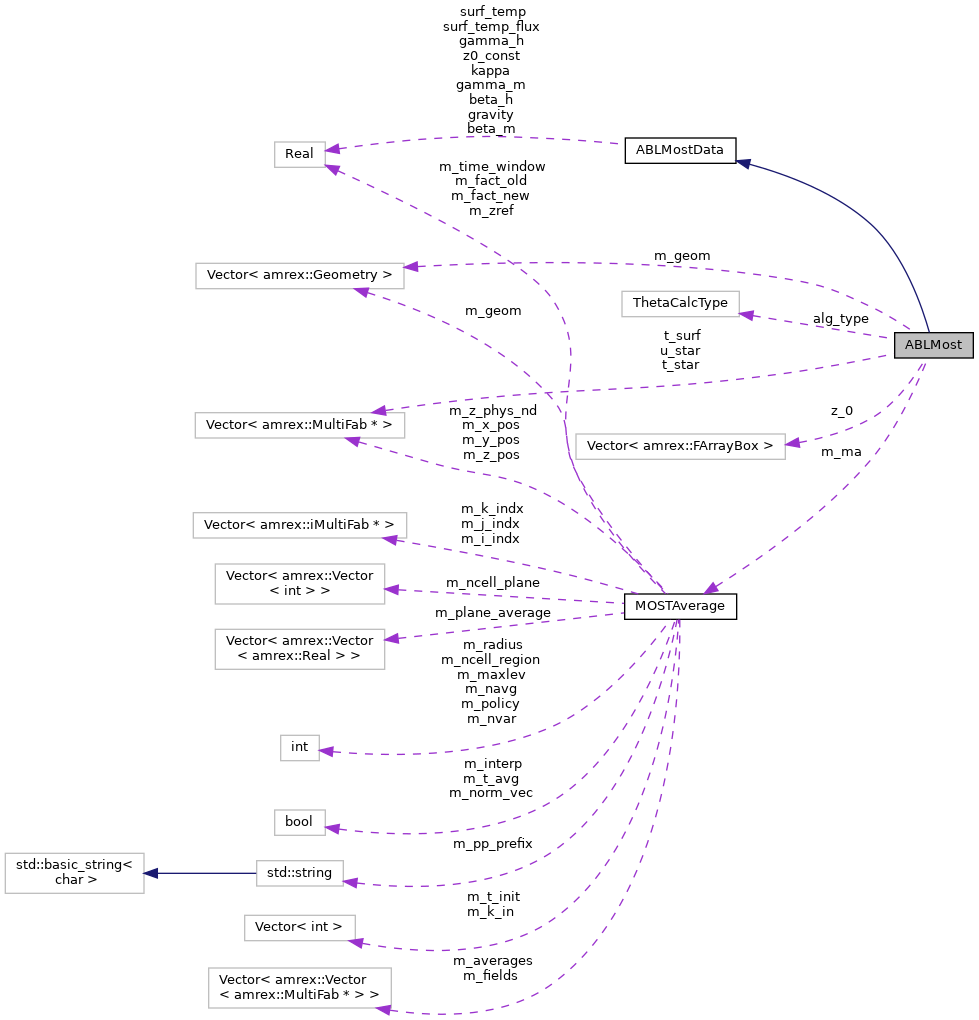 surf_temp
surf_temp_flux
gamma_h
z0_const
kappa
gamma_m
beta_h
gravity
beta_m
Real
ABLMostData
m_time_window
m_fact_old
m_fact_new
m_zref
m_geom
Vector< amrex::Geometry >
ThetaCalcType
m_geom
alg_type
ABLMost
t_surf
u_star
t_star
m_z_phys_nd
m_x_pos
m_y_pos
m_z_pos
Vector< amrex::MultiFab * >
z_0
Vector< amrex::FArrayBox >
m_ma
m_k_indx
m_j_indx
m_i_indx
Vector< amrex::iMultiFab * >
Vector< amrex::Vector
< int > >
m_ncell_plane
MOSTAverage
m_plane_average
Vector< amrex::Vector
< amrex::Real > >
m_radius
m_ncell_region
m_maxlev
m_navg
m_policy
m_nvar
int
m_interp
m_t_avg
m_norm_vec
bool
m_pp_prefix
std::basic_string<
char >
std::string
m_t_init
m_k_in
Vector< int >
m_averages
m_fields
Vector< amrex::Vector
< amrex::MultiFab * > >